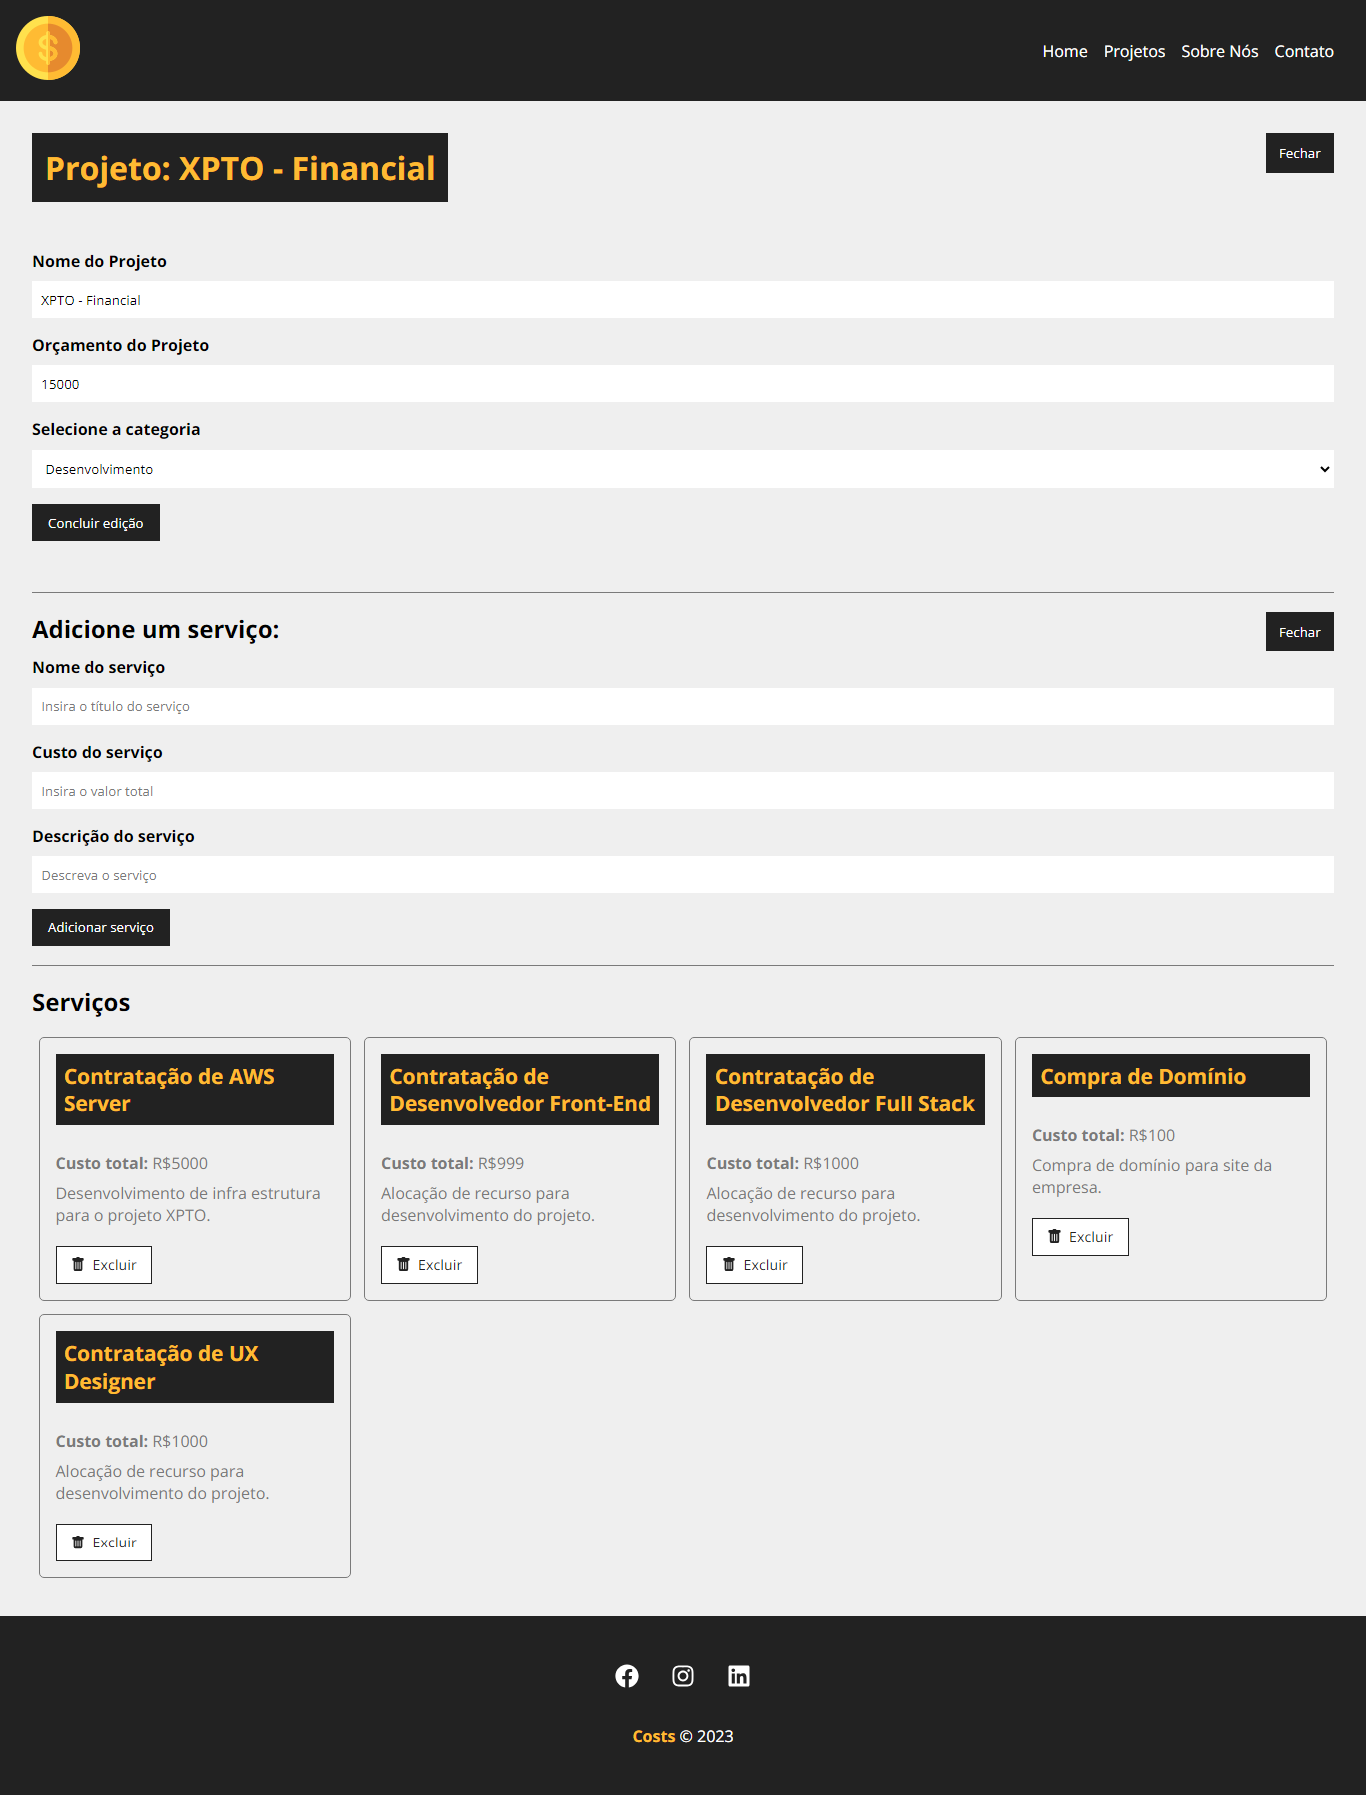 $
Home Projetos Sobre Nós Contato
Projeto: XPTO - Financial
Fechar
Nome do Projeto
XPTO - Financial
Orçamento do Projeto
15000
Selecione a categoria
Desenvolvimento
Concluir edição
Adicione um serviço:
Fechar
Nome do serviço
Insira o título do serviço
Custo do serviço
Insira o valor total
Descrição do serviço
Descreva o serviço
Adicionar serviço
Serviços
Contratação de AWS
Server
Custo total: R$5000
Desenvolvimento de infra estrutura
para o projeto XPTO.
Excluir
Contratação de
Desenvolvedor Front-End
Custo total: R$999
Alocação de recurso para
desenvolvimento do projeto.
Excluir
Contratação de
Desenvolvedor Full Stack
Custo total: R$1000
Alocação de recurso para
desenvolvimento do projeto.
Excluir
Compra de Domínio
Custo total: R$100
Compra de domínio para site da
empresa.
Excluir
Contratação de UX
Designer
Custo total: R$1000
Alocação de recurso para
desenvolvimento do projeto.
Excluir
Costs © 2023